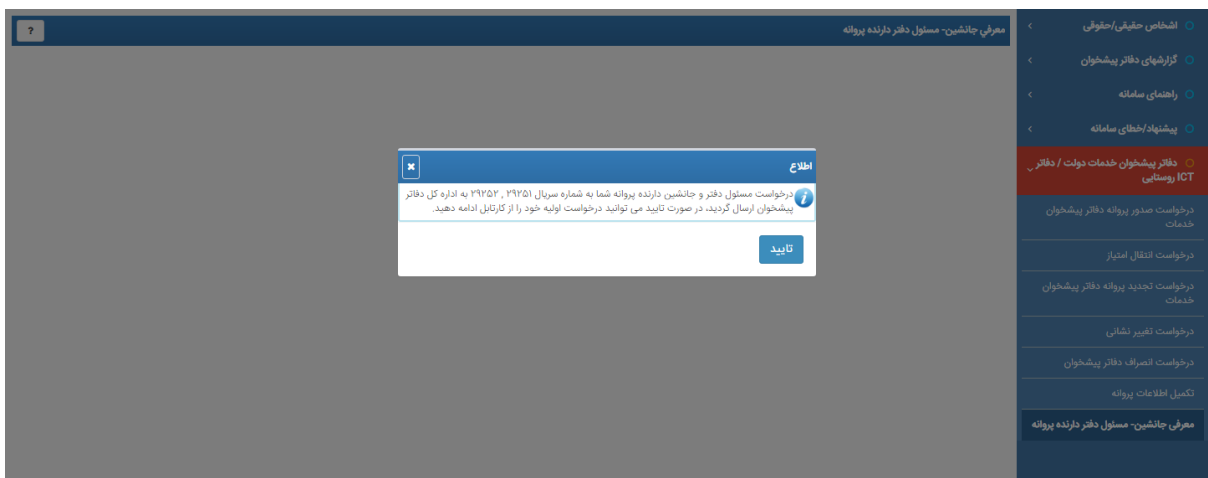 معرفي جانشین- مسئول دفتر دارنده پروانه
?
اشخاص حقیقی/حقوقی
گزارشهای دفاتر پیشخوان
راهنمای سامانه
پیشنهاد/خطای سامانه
دفاتر پیشخوان خدمات دولت / دفاتر
ICT روستایی
درخواست صدور پروانه دفاتر پیشخوان
خدمات
درخواست انتقال امتیاز
درخواست تجدید پروانه دفاتر پیشخوان
خدمات
درخواست تغییر نشانی
درخواست انصراف دفاتر پیشخوان
تکمیل اطلاعات پروانه
معرفی جانشین- مسئول دفتر دارنده پروانه
اطلاع
درخواست مسئول دفتر و جانشین دارنده پروانه شما به شماره سریال ۲۹۲۵۱ , ۲۹۲۵۲ به اداره کل دفاتر
پیشخوان ارسال گردید، در صورت تایید می توانید درخواست اولیه خود را از کارتابل ادامه دهید.
تایید